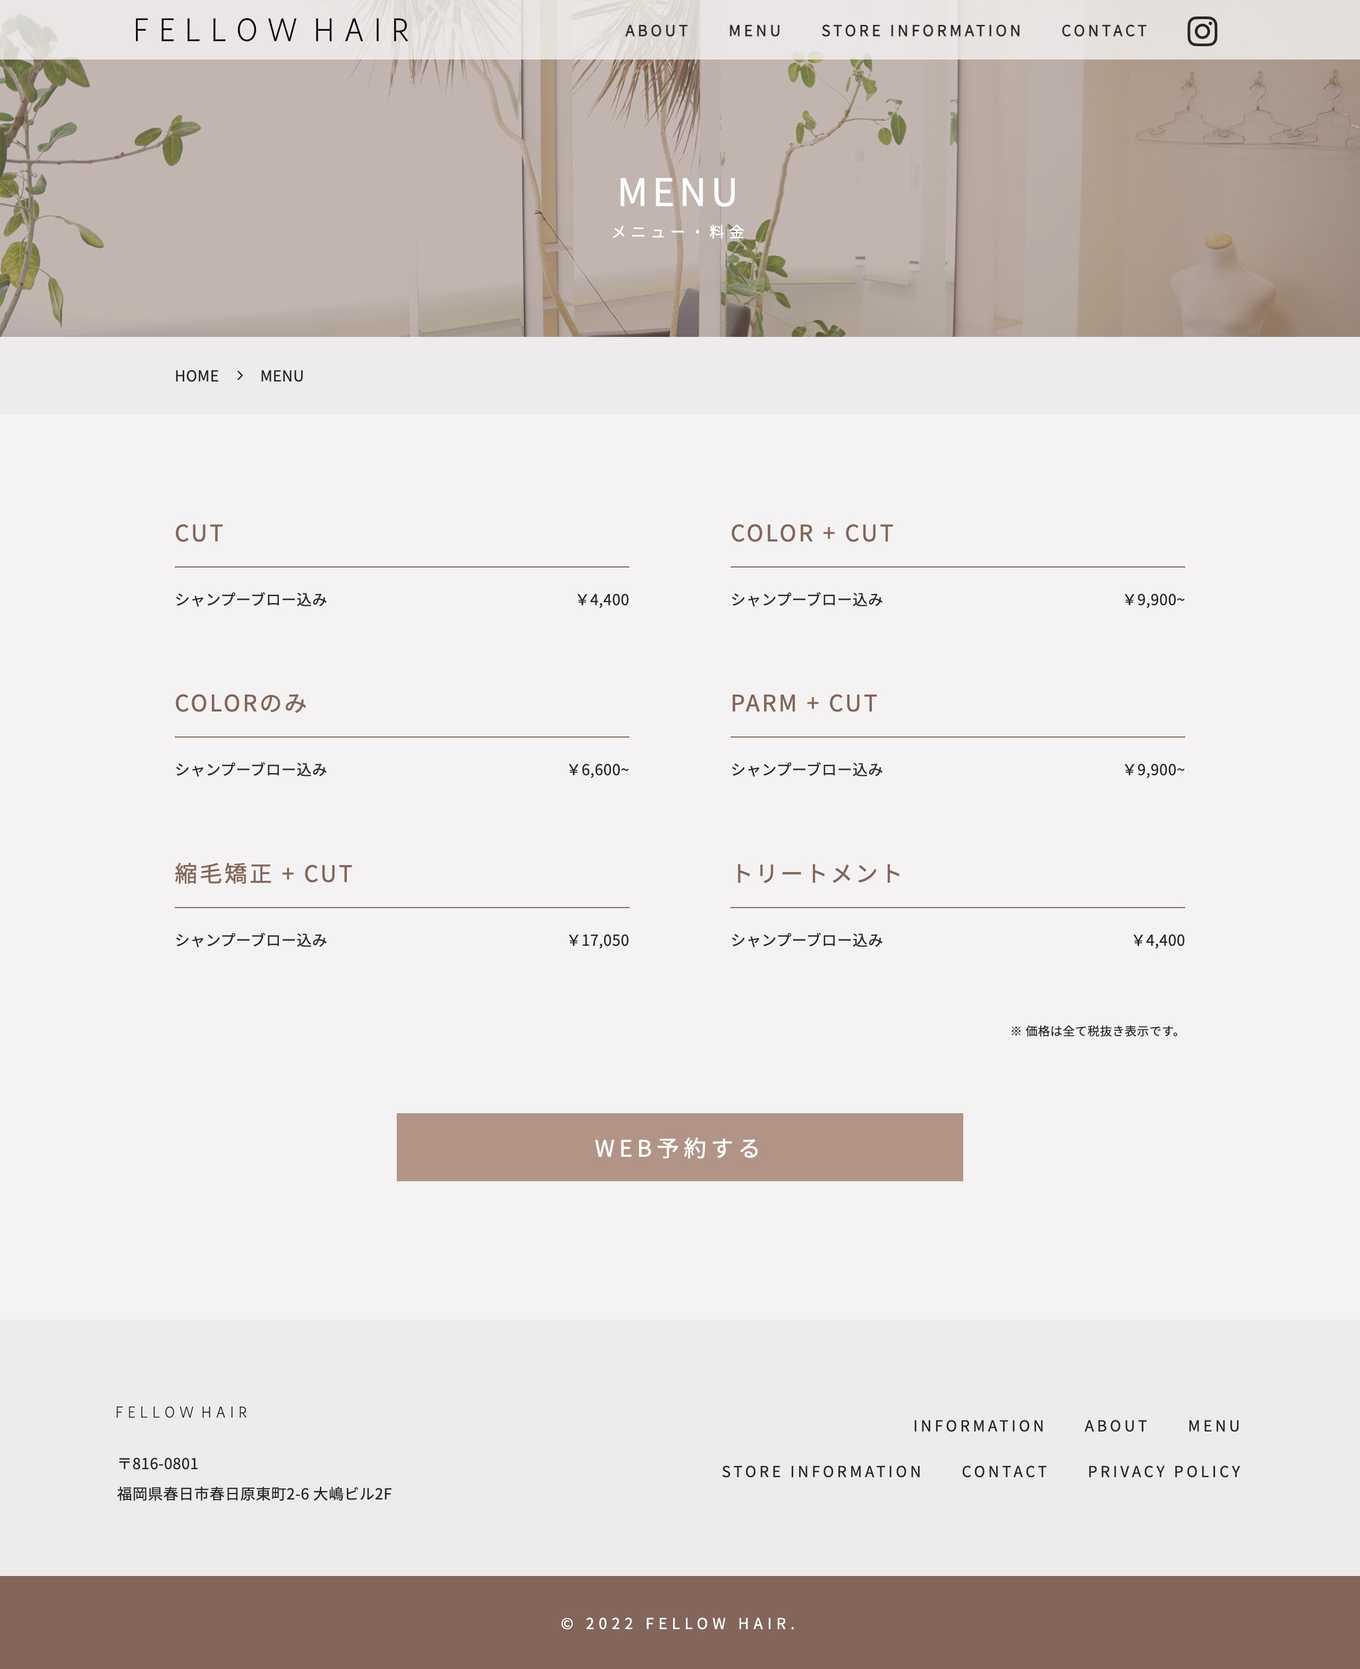 FELLOW HAIR
ABOUT MENU STORE INFORMATION CONTACT
MENU
メニュー・料金
HOME > MENU
CUT
シャンプーブロー込み ¥4,400
COLOR + CUT
シャンプーブロー込み ¥9,900~
COLORのみ
シャンプーブロー込み ¥6,600~
PARM + CUT
シャンプーブロー込み ¥9,900~
縮毛矯正 + CUT
シャンプーブロー込み ¥17,050
トリートメント
シャンプーブロー込み ¥4,400
※ 価格は全て税抜き表示です。
WEB予約する
FELLOW HAIR
〒816-0801
福岡県春日市春日原東町2-6 大嶋ビル2F
INFORMATION ABOUT MENU
STORE INFORMATION CONTACT PRIVACY POLICY
© 2022 FELLOW HAIR.